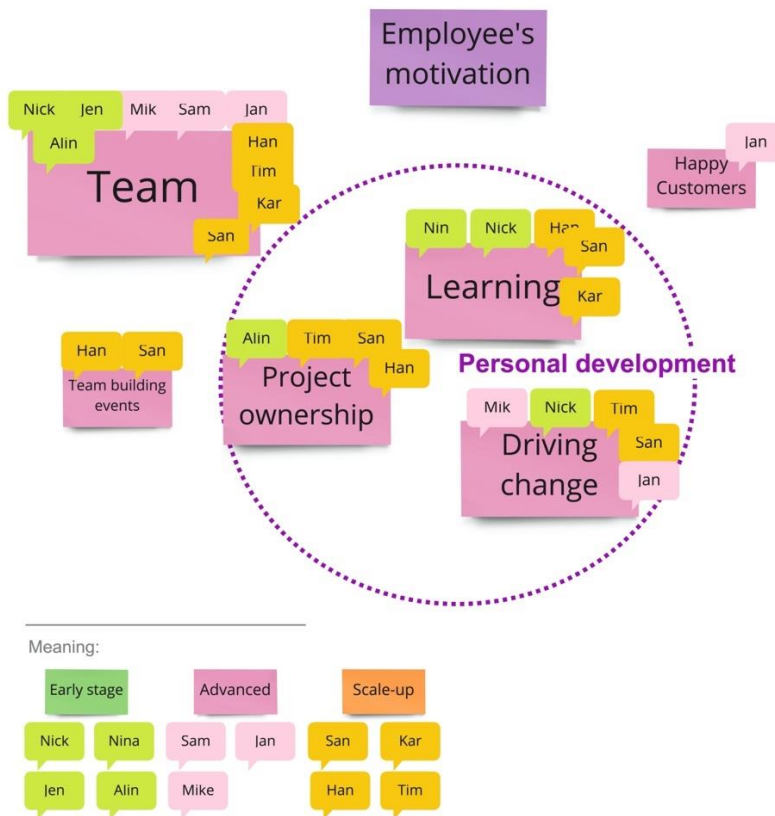 Employee's
motivation
Nick
Jen
Mik
Sam
Jan
Alin
Han
Tim
Kar
San
Team
Jan
Happy
Customers
Nin
Nick
Han
San
Kar
Learning
Han
San
Team building
events
Alin
Tim
San
Han
Project
ownership
Personal development
Mik
Nick
Tim
San
Jan
Driving
change
Meaning:
Early stage
Advanced
Scale-up
Nick
Nina
Sam
Jan
San
Kar
Jen
Alin
Mike
Han
Tim